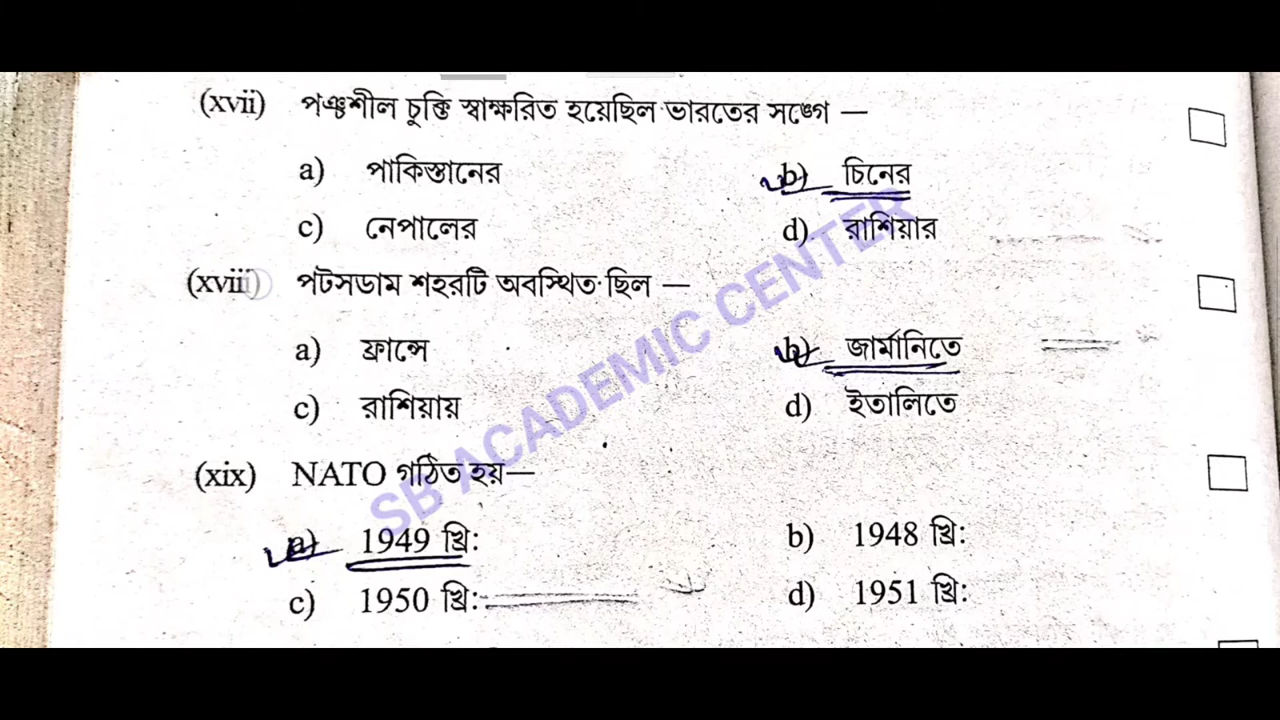 (xvii) পঞ্চশীল চুক্তি স্বাক্ষরিত হয়েছিল ভারতের সঙ্গে —
a) পাকিস্তানের b) চিনের
c) নেপালের d) রাশিয়ার
(xviii) পটসডাম শহরটি অবস্থিত ছিল —
a) ফ্রান্সে b) জার্মানিতে
c) রাশিয়ায় d) ইতালিতে
(xix) NATO গঠিত হয়—
a) 1949 খ্রি: b) 1948 খ্রি:
c) 1950 খ্রি: d) 1951 খ্রি:
SB ACADEMIC CENTER